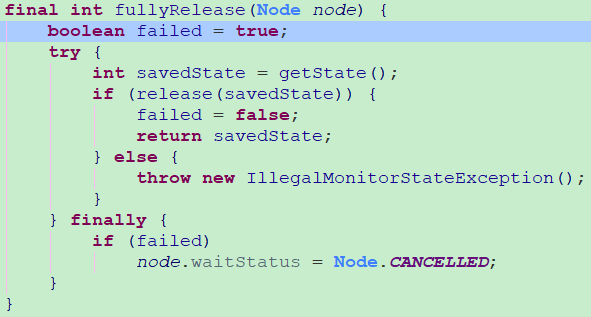 final int fullyRelease(Node node) {
    boolean failed = true;
    try {
        int savedState = getState();
        if (release(savedState)) {
            failed = false;
            return savedState;
        } else {
            throw new IllegalMonitorStateException();
        }
    } finally {
        if (failed)
            node.waitStatus = Node.CANCELLED;
    }
}